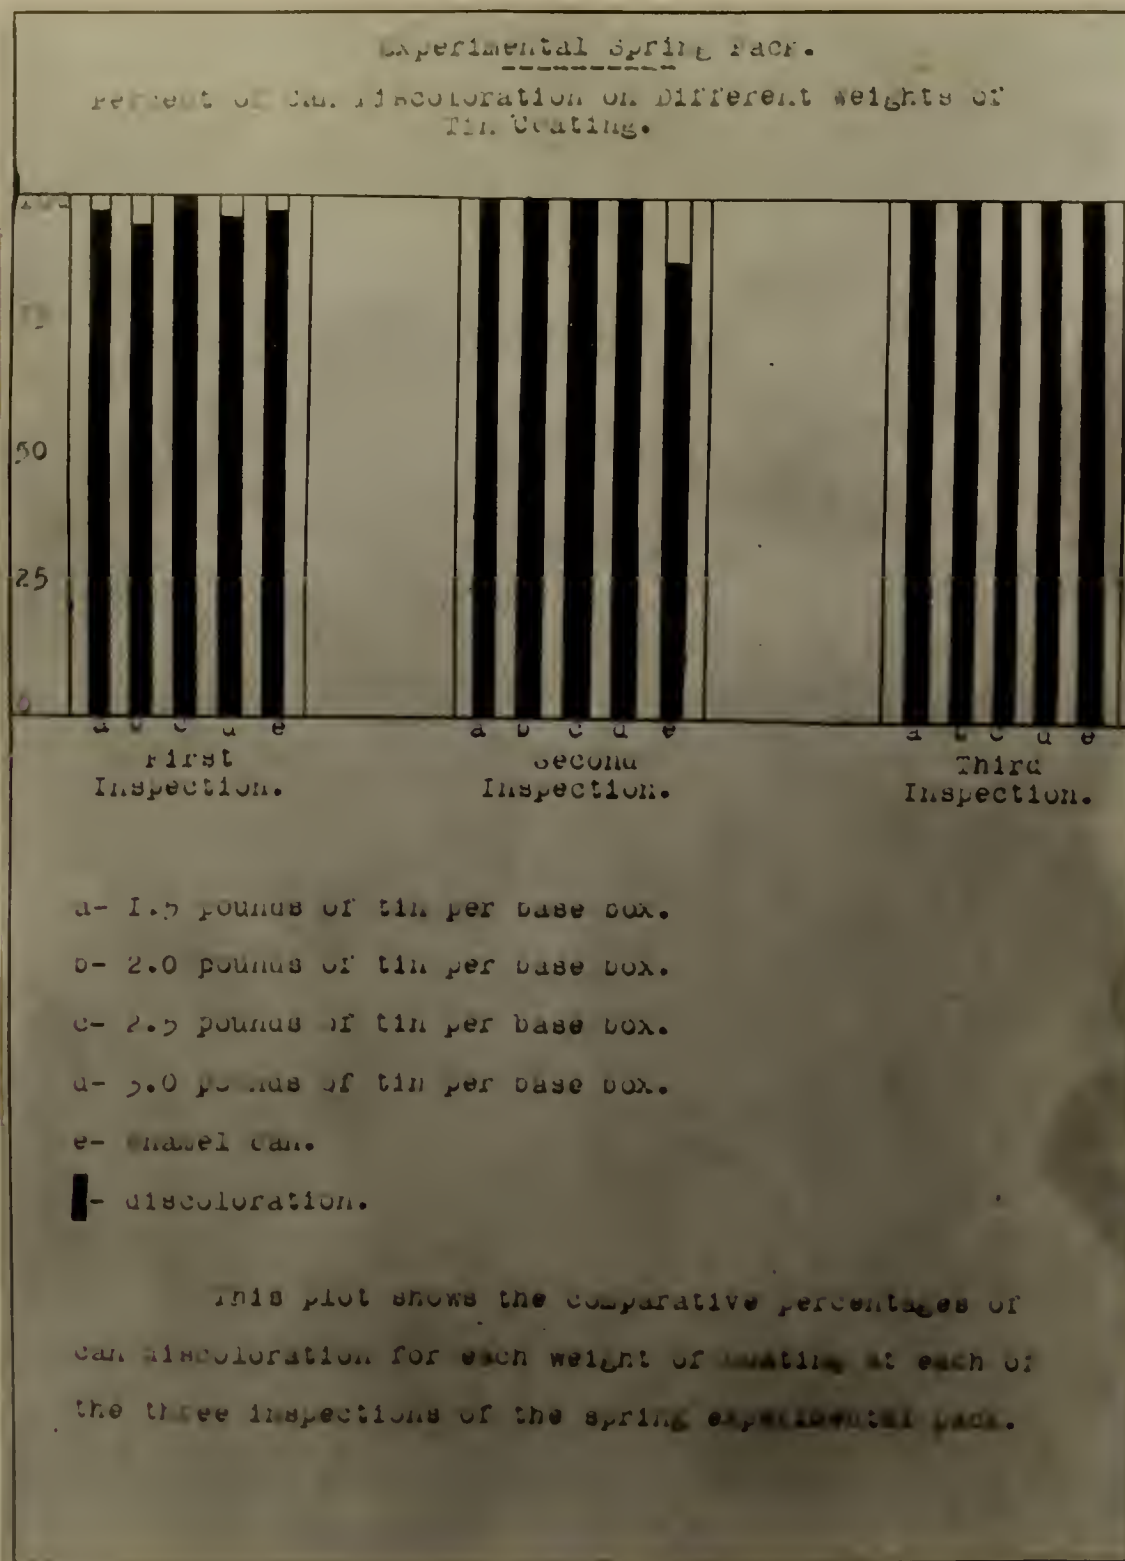 Experimental Spring Pack.
Percent of Can Discoloration on Different Weights of
Tin Coating.
100
75
50
25
0
a b c d e
First
Inspection.
a b c d e
Second
Inspection.
a b c d e
Third
Inspection.
a- 1.5 pounds of tin per base box.
b- 2.0 pounds of tin per base box.
c- 2.5 pounds of tin per base box.
d- pounds of tin per base box.
e- enamel can.
- discoloration.
This plot shows the comparative percentages of
can discoloration for each weight of coating at each of
the three inspections of the spring experimental pack.